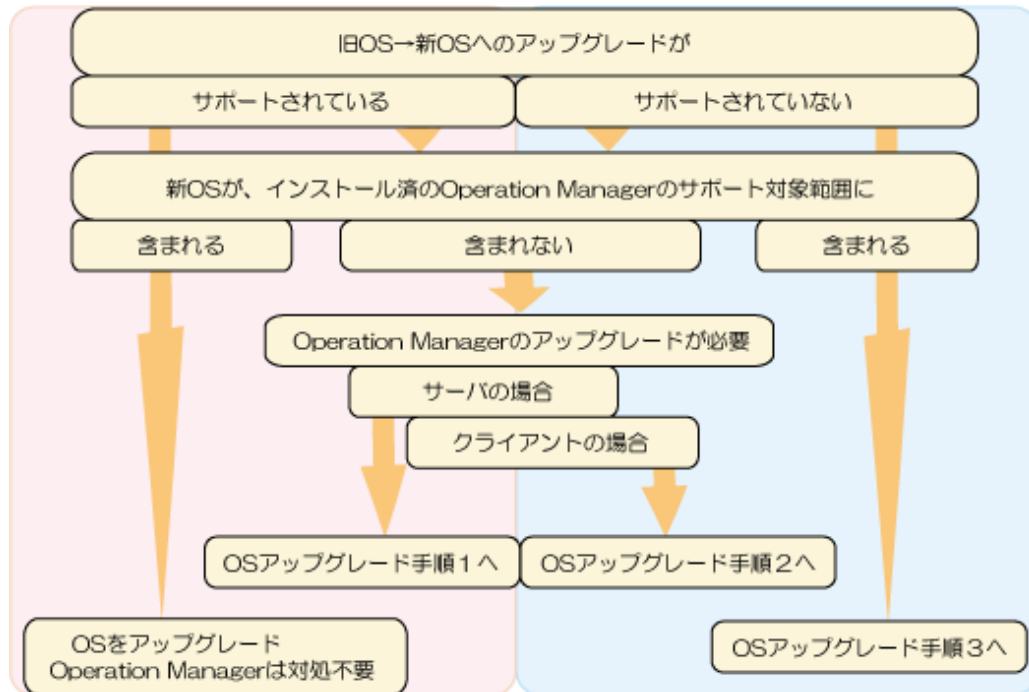 旧OS→新OSへのアップグレードが
サポートされている
サポートされていない
新OSが、インストール済のOperation Managerのサポート対象範囲に
含まれる
含まれない
含まれる
Operation Managerのアップグレードが必要
サーバの場合
クライアントの場合
OSアップグレード手順1へ
OSアップグレード手順2へ
OSをアップグレード
Operation Managerは対処不要
OSアップグレード手順3へ